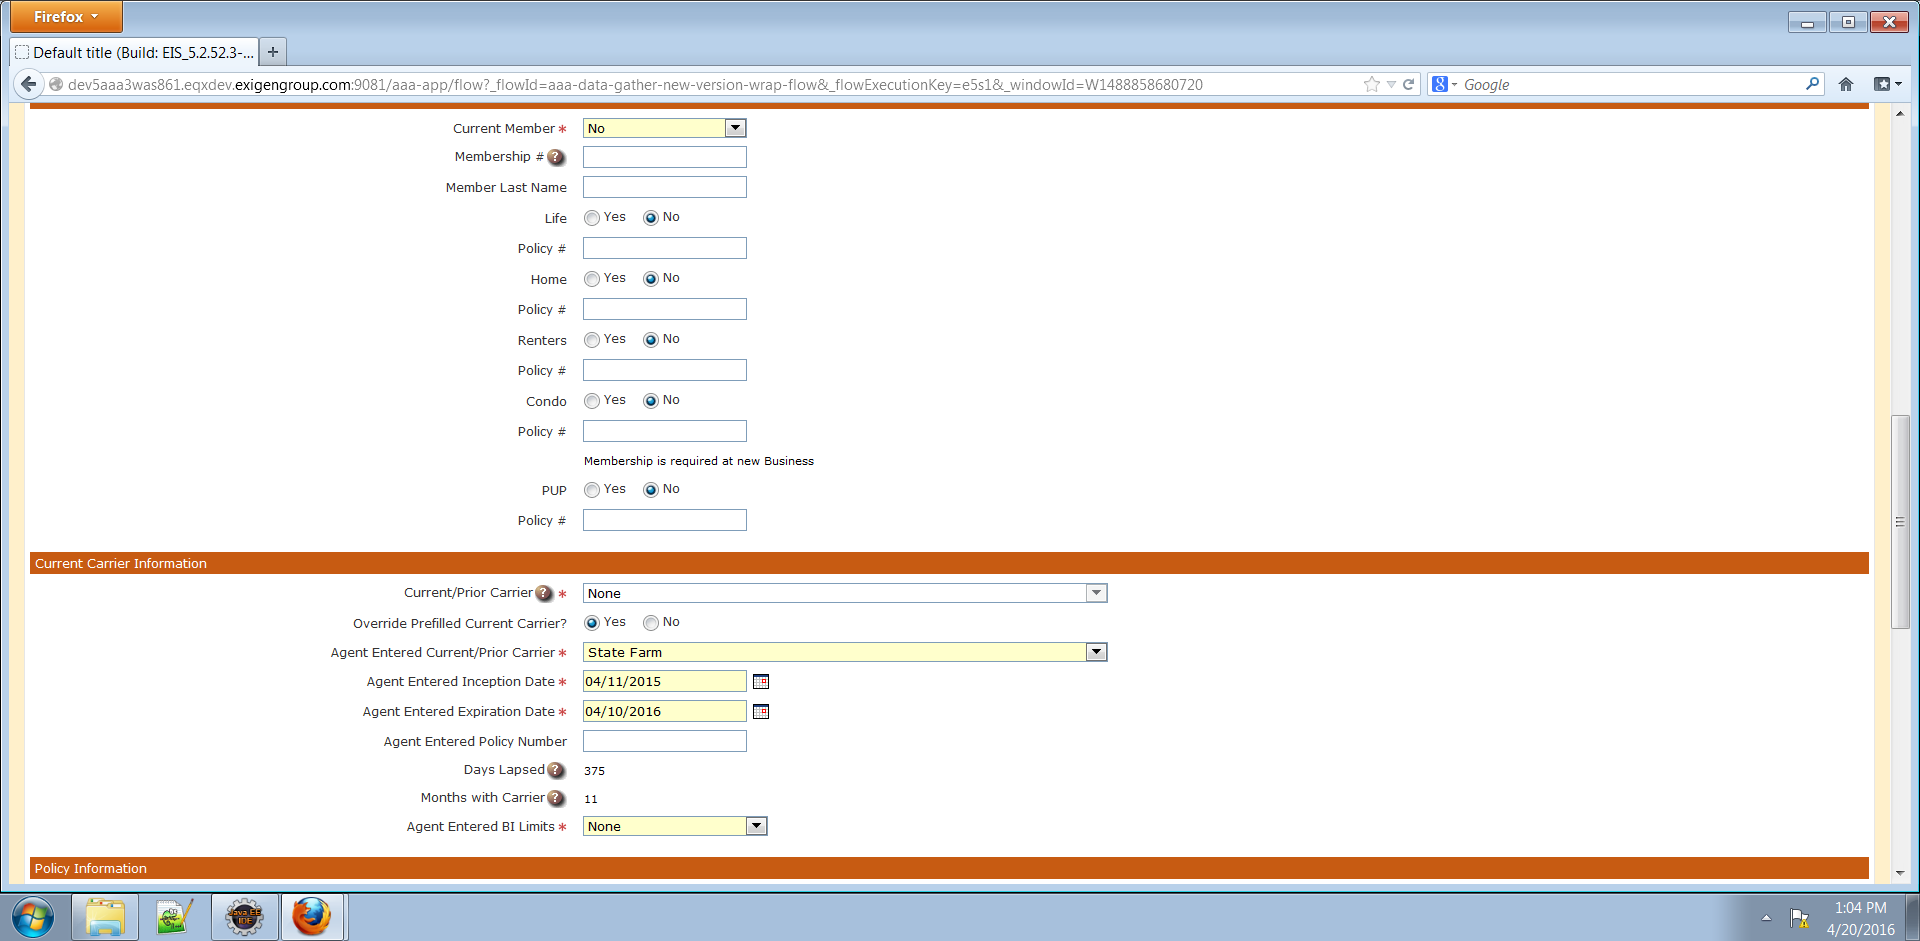 Firefox
Default title (Build: EIS_5.2.52.3-...
dev5aaa3was861.eqxdev.exigengroup.com:9081/aaa-app/flow?_flowId=aaa-data-gather-new-version-wrap-flow&_flowExecutionKey=e5s1&_windowId=W1488858680720
Google
Current Member * No
Membership # ?
Member Last Name
Life Yes No
Policy #
Home Yes No
Policy #
Renters Yes No
Policy #
Condo Yes No
Policy #
Membership is required at new Business
PUP Yes No
Policy #
Current Carrier Information
Current/Prior Carrier ? * None
Override Prefilled Current Carrier? Yes No
Agent Entered Current/Prior Carrier * State Farm
Agent Entered Inception Date * 04/11/2015
Agent Entered Expiration Date * 04/10/2016
Agent Entered Policy Number
Days Lapsed ? 375
Months with Carrier ? 11
Agent Entered BI Limits * None
Policy Information
Java EE
IDE
1:04 PM
4/20/2016